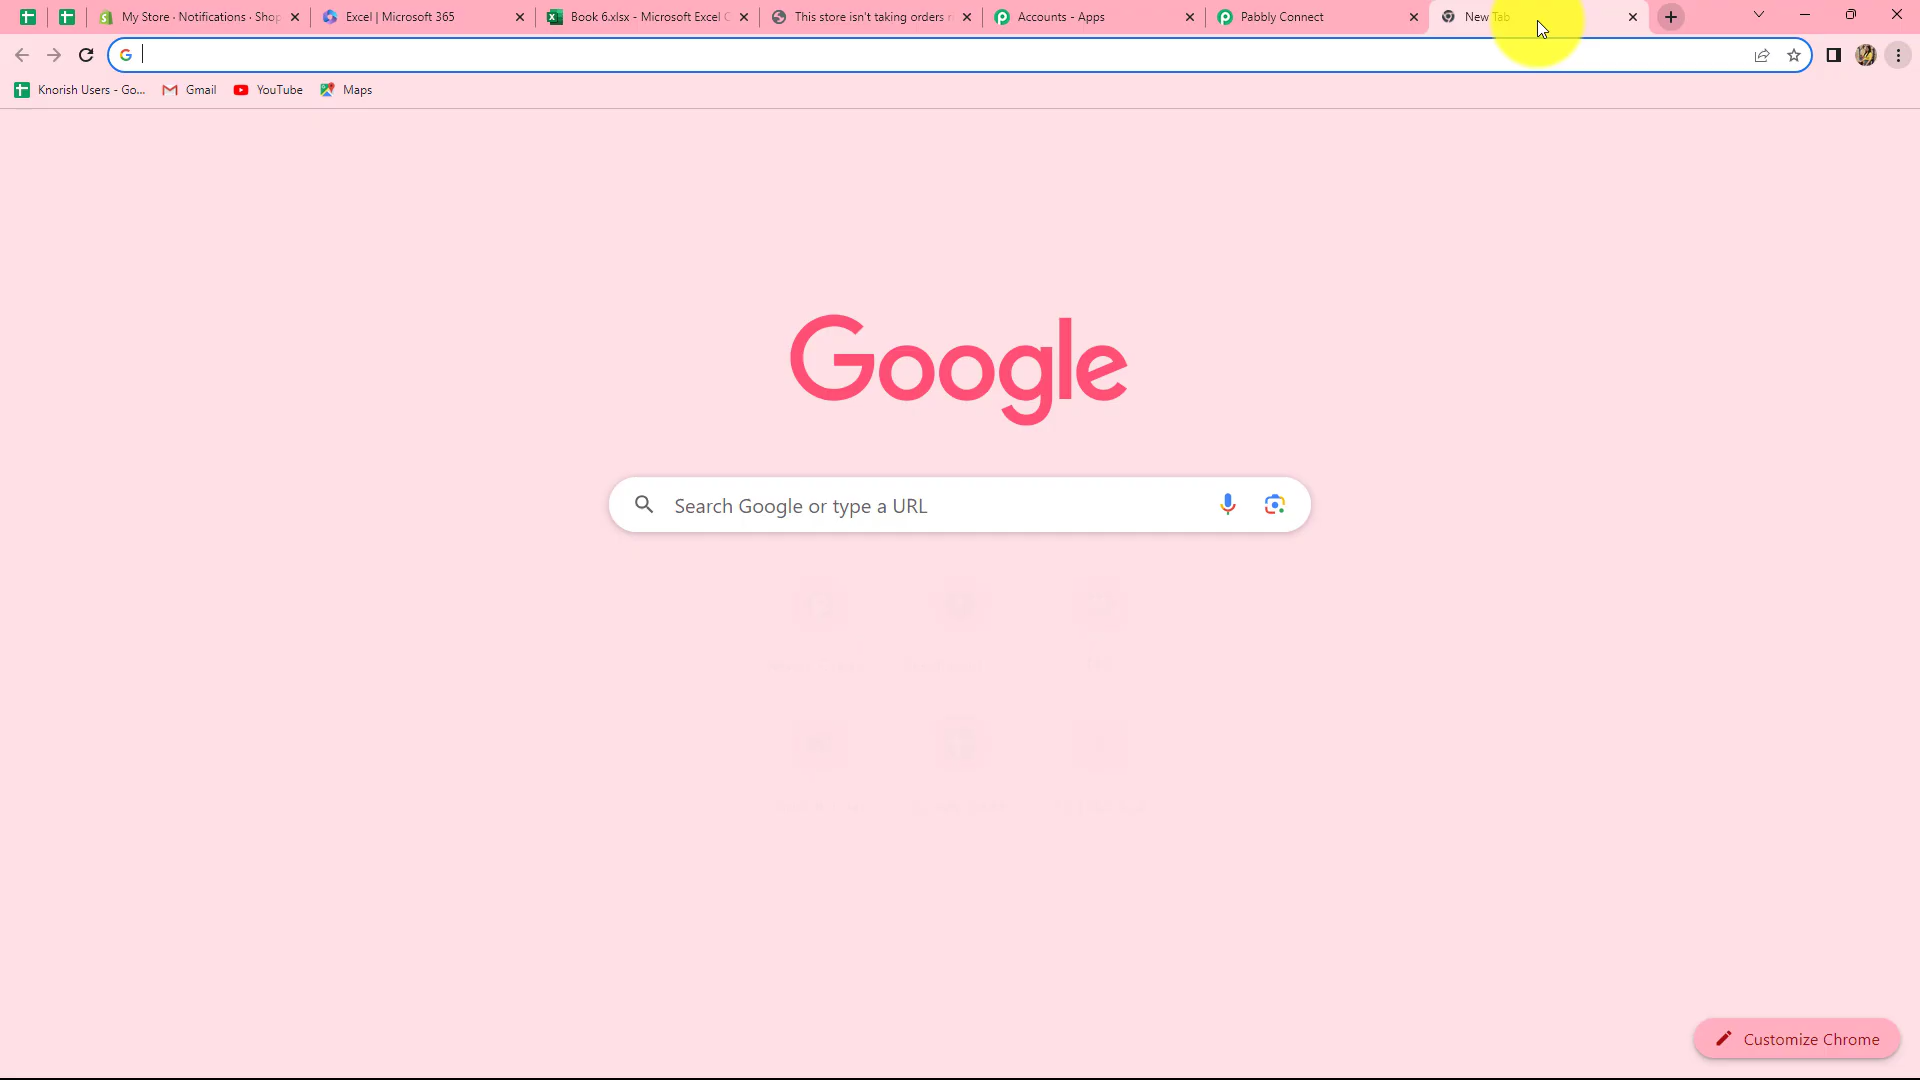 My Store · Notifications · Shop
Excel | Microsoft 365
Book 6.xlsx - Microsoft Excel
This store isn't taking orders
Accounts - Apps
Pabbly Connect
New Tab
Knorish Users - Go...
Gmail
YouTube
Maps
Google
Search Google or type a URL
Customize Chrome